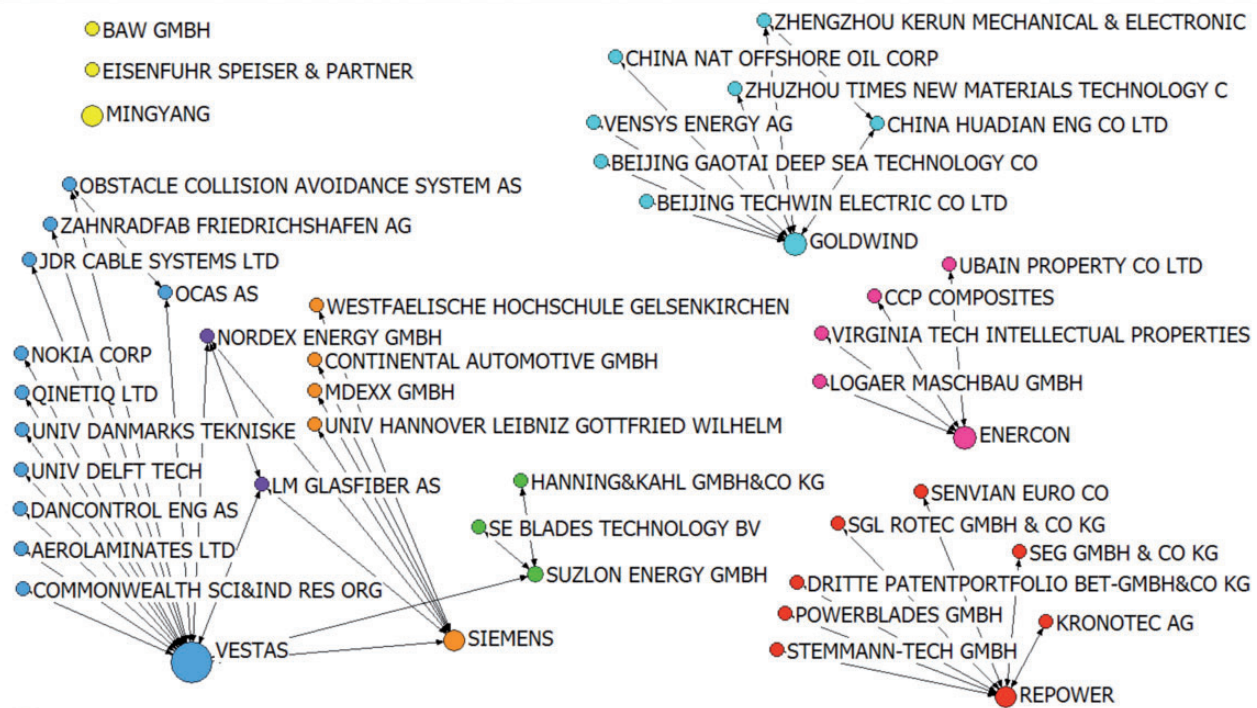 BAW GMBH
EISENFUHR SPEISER & PARTNER
MINGYANG
OBSTACLE COLLISION AVOIDANCE SYSTEM AS
ZAHNRADFAB FRIEDRICHSHAFEN AG
JDR CABLE SYSTEMS LTD
OCAS AS
NORDEX ENERGY GMBH
NOKIA CORP
QINETIQ LTD
UNIV DANMARKS TEKNISKE
UNIV DELFT TECH
LM GLASFIBER AS
DANCONTROL ENG AS
AEROLAMINATES LTD
COMMONWEALTH SCI&IND RES ORG
VESTAS
WESTFAELISCHE HOCHSCHULE GELSENKIRCHEN
CONTINENTAL AUTOMOTIVE GMBH
MDEXX GMBH
UNIV HANNOVER LEIBNIZ GOTTFRIED WILHELM
HANNING&KAHL GMBH&CO KG
SE BLADES TECHNOLOGY BV
SUZLON ENERGY GMBH
SIEMENS
ZHENGZHOU KERUN MECHANICAL & ELECTRONIC
CHINA NAT OFFSHORE OIL CORP
ZHUZHOU TIMES NEW MATERIALS TECHNOLOGY C
VENSYS ENERGY AG
CHINA HUADIAN ENG CO LTD
BEIJING GAOTAI DEEP SEA TECHNOLOGY CO
BEIJING TECHWIN ELECTRIC CO LTD
GOLDWIND
UBAIN PROPERTY CO LTD
CCP COMPOSITES
VIRGINIA TECH INTELLECTUAL PROPERTIES
LOGAER MASCHBAU GMBH
ENERCON
SENVIAN EURO CO
SGL ROTEC GMBH & CO KG
SEG GMBH & CO KG
DRITTE PATENTPORTFOLIO BET-GMBH&CO KG
POWERBLADES GMBH
KRONOTEC AG
STEMMANN-TECH GMBH
REPOWER